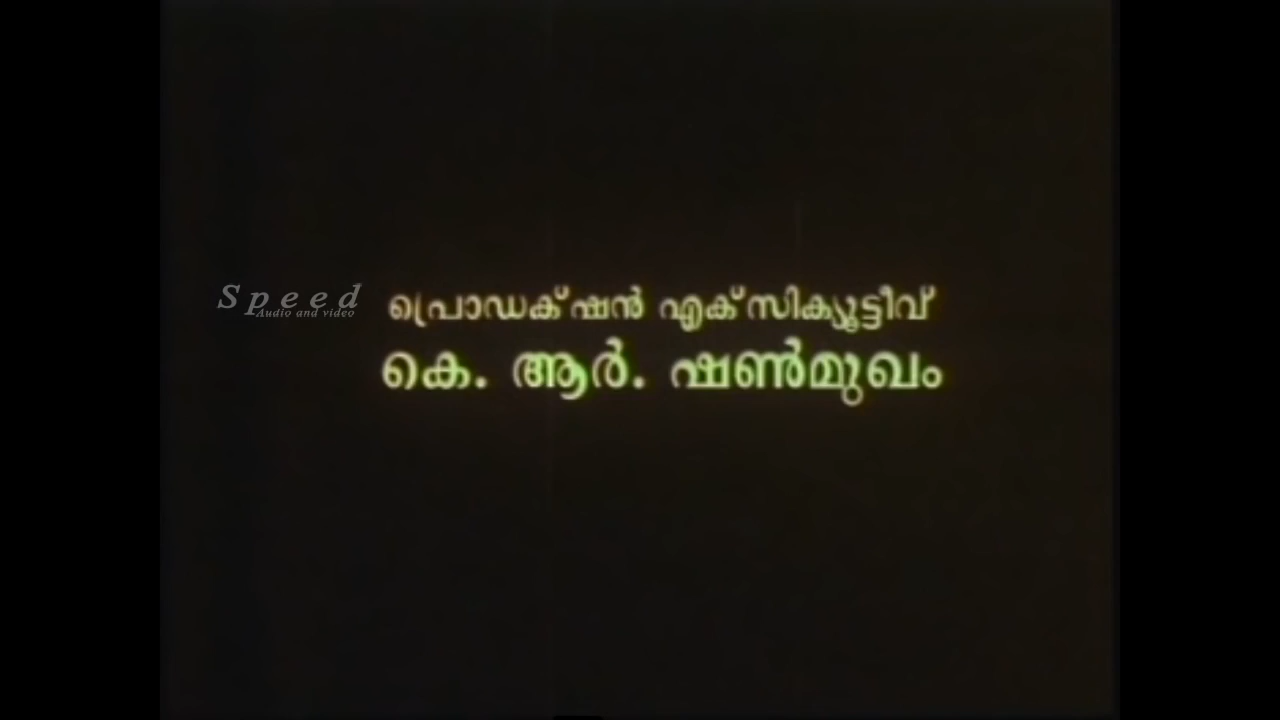 Speed
Audio and video
പ്രൊഡക്ഷൻ എക്സിക്യൂട്ടീവ്
കെ. ആർ. ഷൺമുഖം